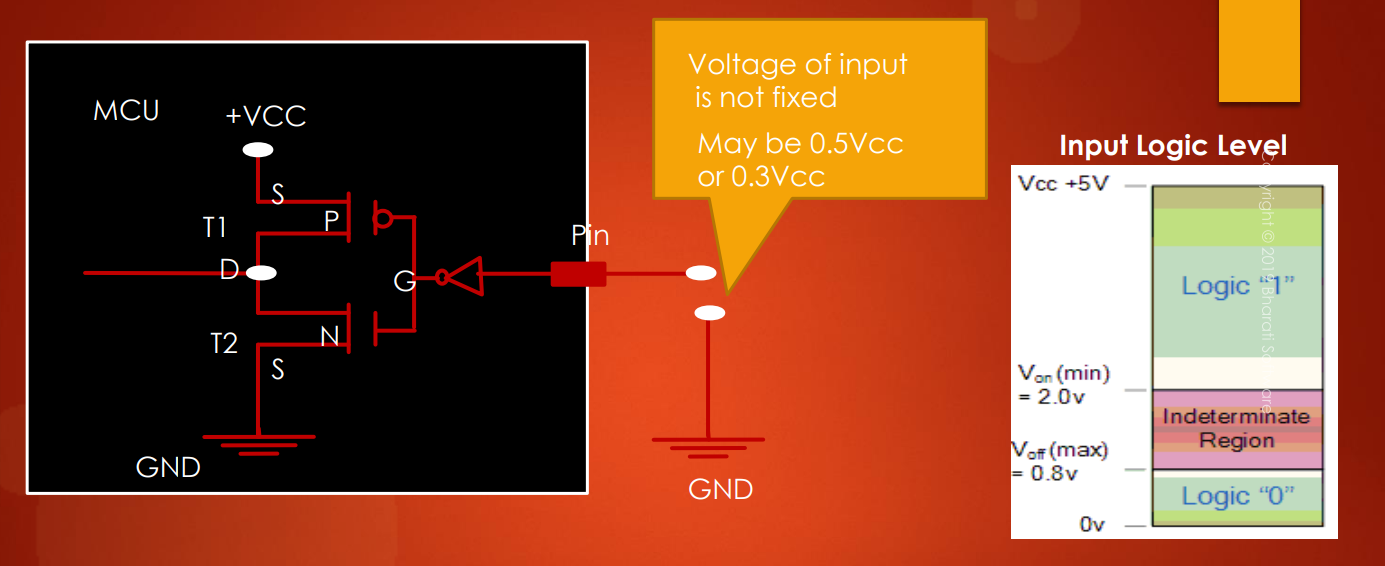 MCU
+VCC
S
T1
P
D
G
Pin
T2
N
S
GND
Voltage of input
is not fixed
May be 0.5Vcc
or 0.3Vcc
GND
Input Logic Level
Vcc +5V
Logic "1"
Von (min)
= 2.0v
Indeterminate
Region
Voff (max)
= 0.8v
Logic "0"
0v